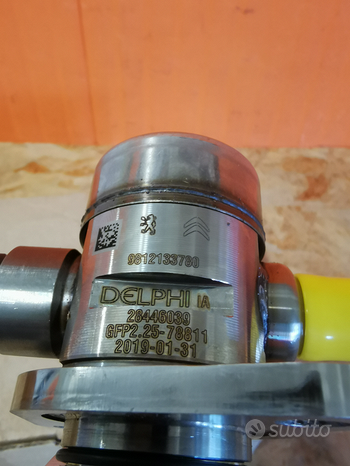 9812133780
DELPHI IA
28446039
GFP2.25-78811
2019-01-31
subito